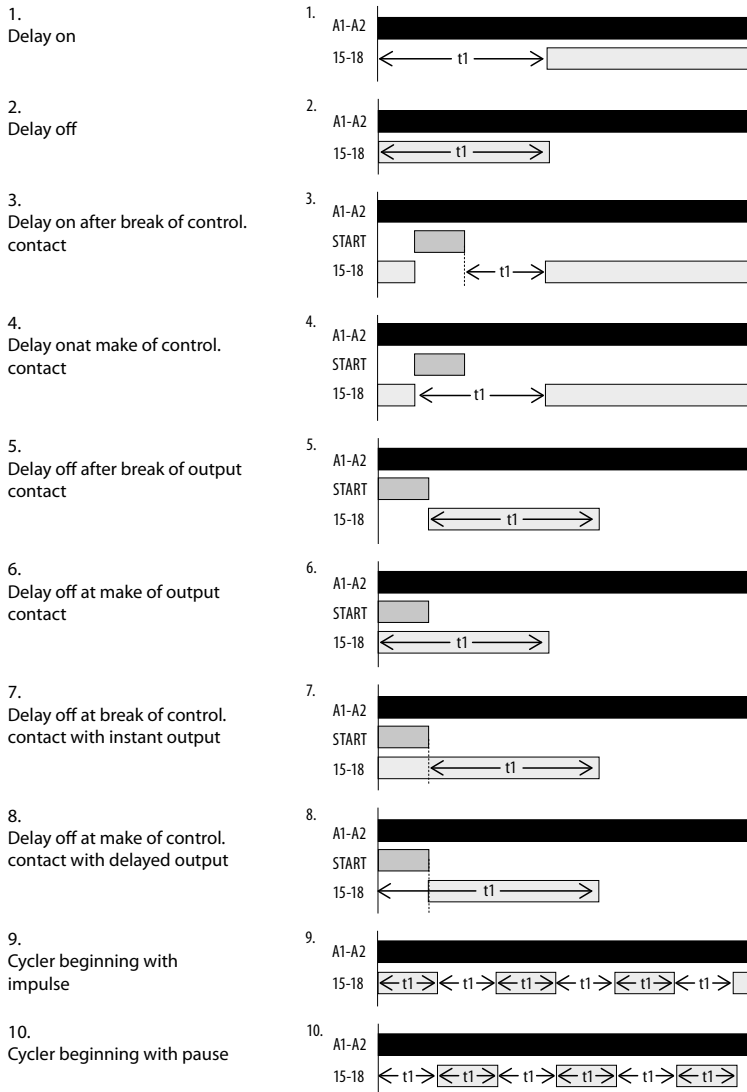 1.
Delay on
1.
A1-A2
15-18
t1
2.
Delay off
2.
A1-A2
15-18
t1
3.
Delay on after break of control.
contact
3.
A1-A2
START
15-18
t1
4.
Delay onat make of control.
contact
4.
A1-A2
START
15-18
t1
5.
Delay off after break of output
contact
5.
A1-A2
START
15-18
t1
6.
Delay off at make of output
contact
6.
A1-A2
START
15-18
t1
7.
Delay off at break of control.
contact with instant output
7.
A1-A2
START
15-18
t1
8.
Delay off at make of control.
contact with delayed output
8.
A1-A2
START
15-18
t1
9.
Cycler beginning with
impulse
9.
A1-A2
15-18
t1 t1 t1 t1 t1 t1
10.
Cycler beginning with pause
10.
A1-A2
15-18
t1 t1 t1 t1 t1 t1